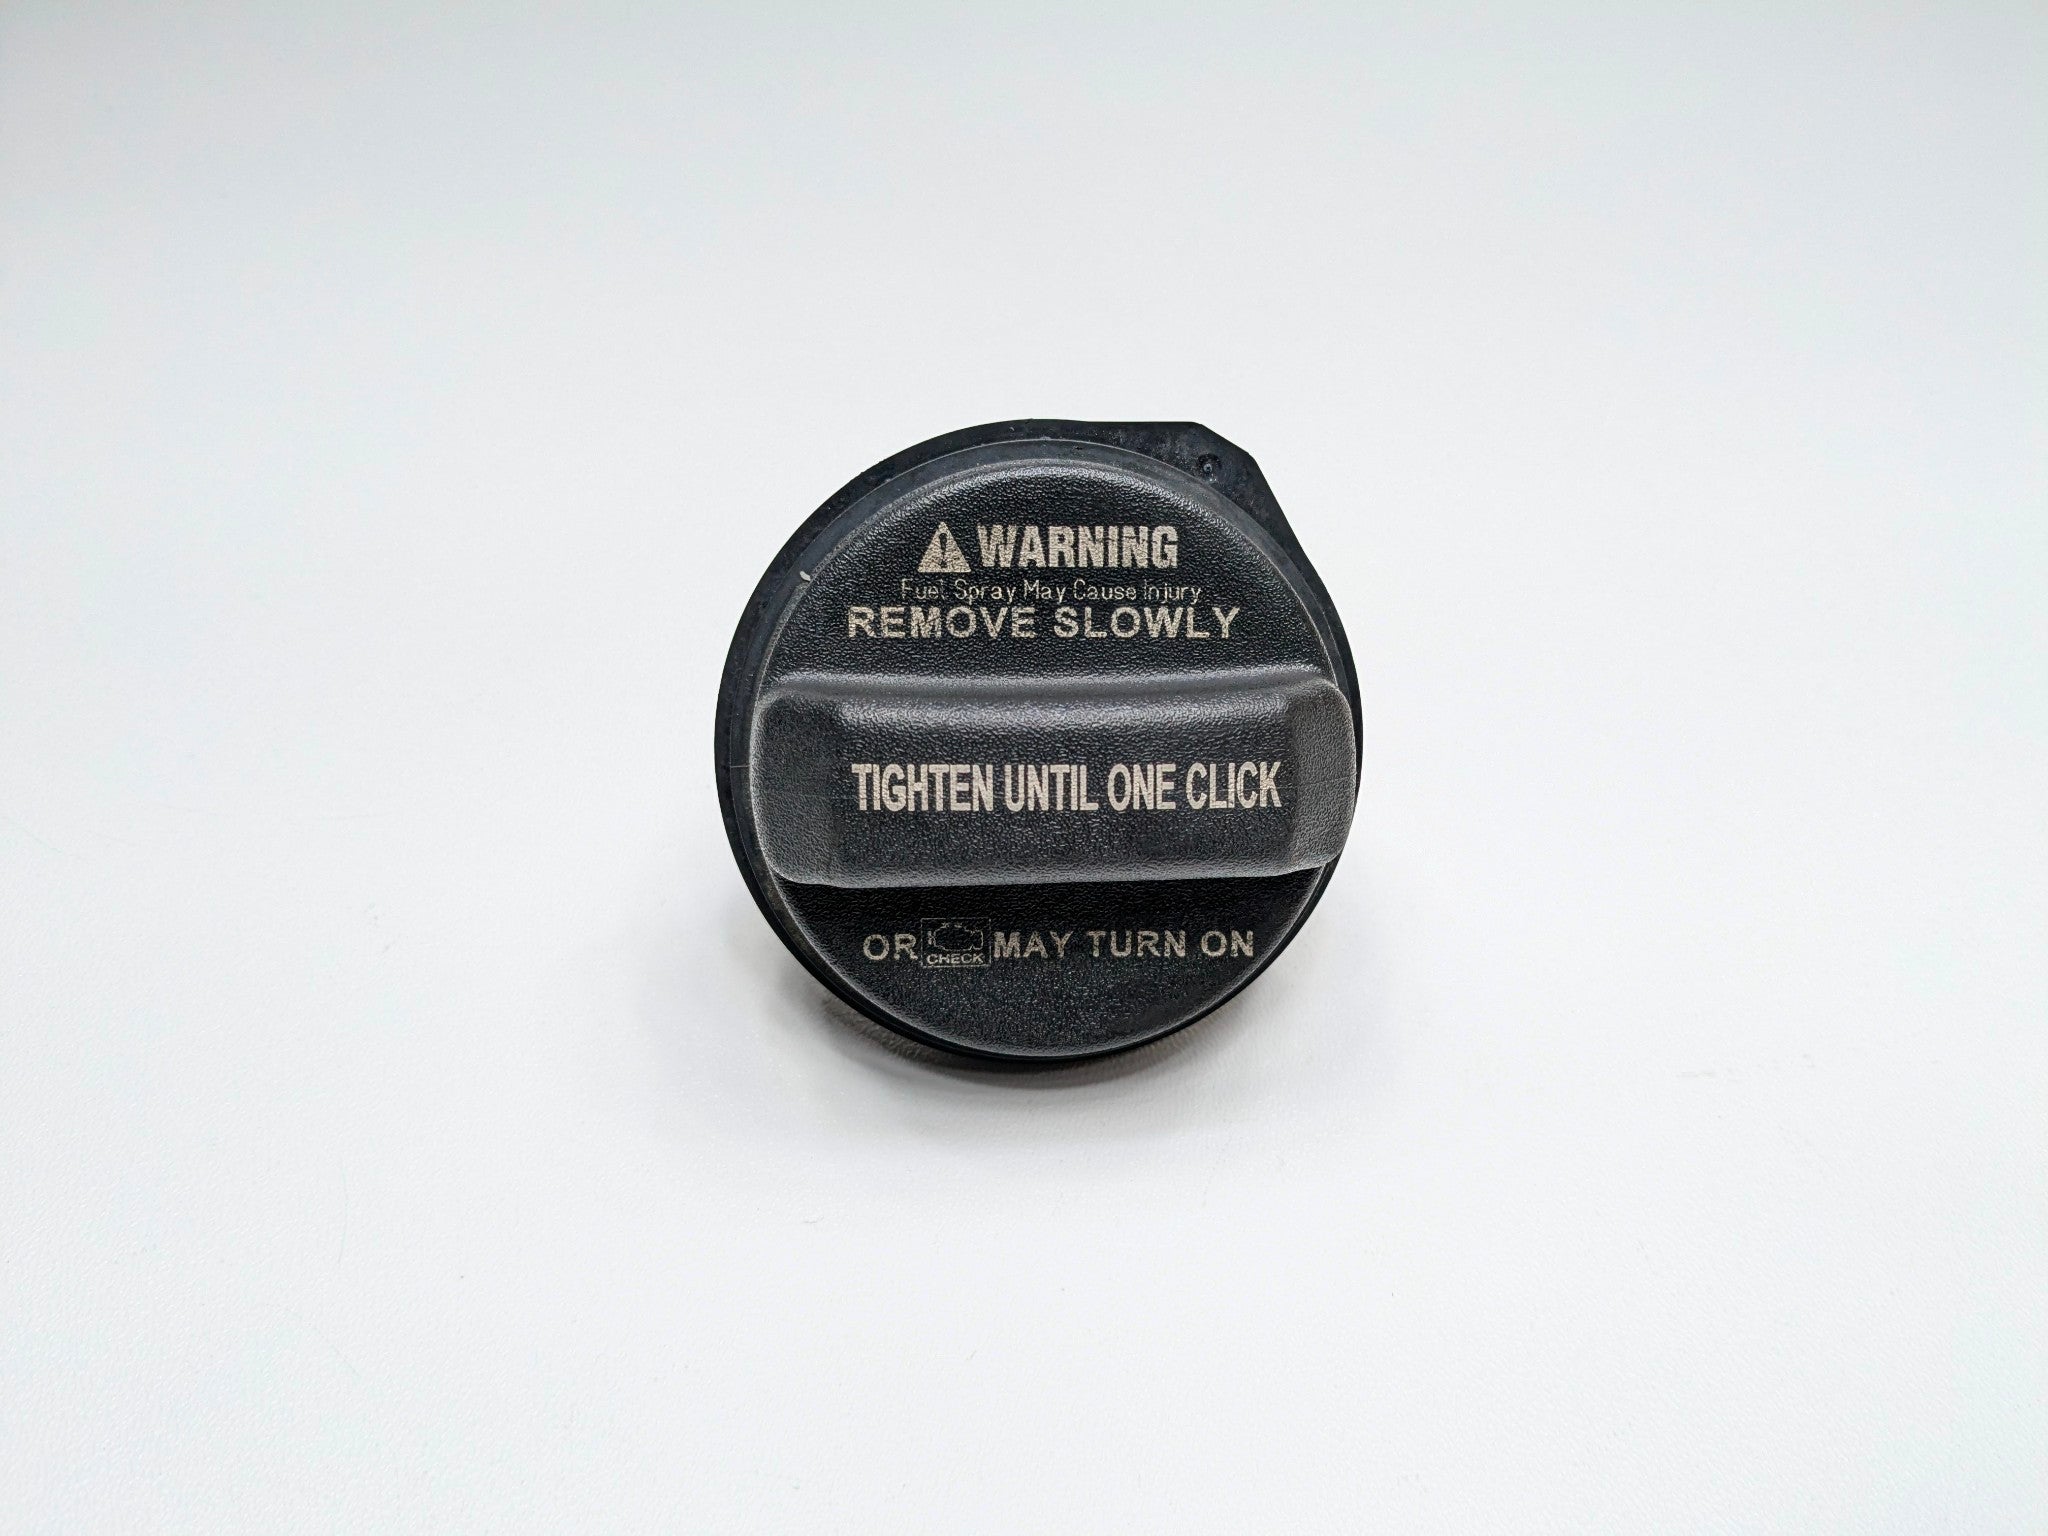 WARNING
Fuel Spray May Cause Injury
REMOVE SLOWLY
TIGHTEN UNTIL ONE CLICK
OR CHECK MAY TURN ON